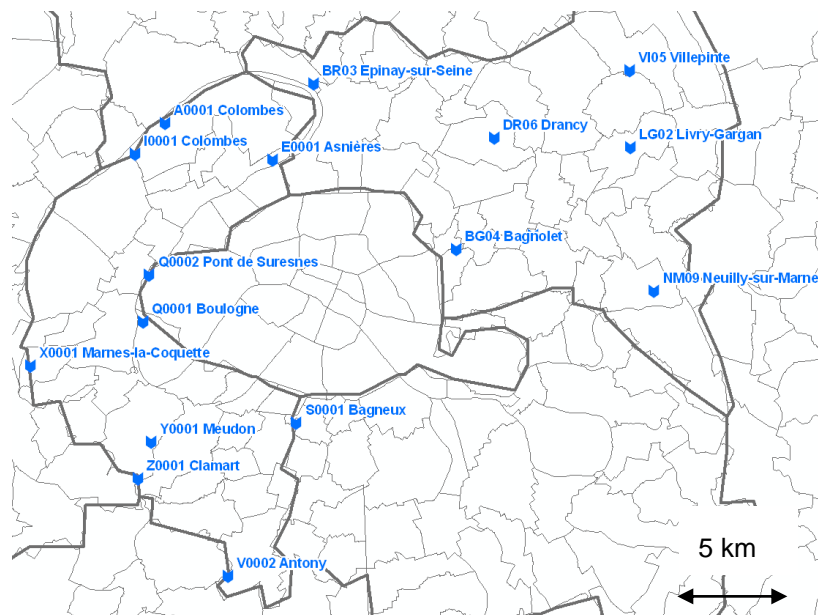 VI05 Villepinte
BR03 Epinay-sur-Seine
A0001 Colombes
DR06 Drancy
LG02 Livry-Gargan
I0001 Colombes
E0001 Asnières
BG04 Bagnolet
Q0002 Pont de Suresnes
NM09 Neuilly-sur-Marne
Q0001 Boulogne
X0001 Marnes-la-Coquette
S0001 Bagneux
Y0001 Meudon
Z0001 Clamart
5 km
V0002 Antony